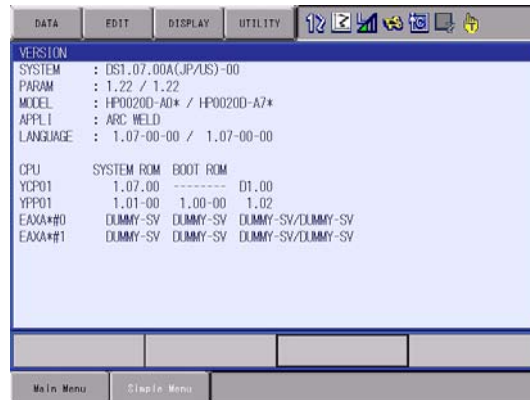 DATA EDIT DISPLAY UTILITY
VERSION
SYSTEM : DS1.07.00A(JP/US)-00
PARAM : 1.22 / 1.22
MODEL : HP0020D-A0* / HP0020D-A7*
APPLI : ARC WELD
LANGUAGE : 1.07-00-00 / 1.07-00-00
CPU SYSTEM ROM BOOT ROM
YCP01 1.07.00 -------- D1.00
YPP01 1.01-00 1.00-00 1.02
EAXA*#0 DUMMY-SV DUMMY-SV DUMMY-SV/DUMMY-SV
EAXA*#1 DUMMY-SV DUMMY-SV DUMMY-SV/DUMMY-SV
Main Menu Simple Menu